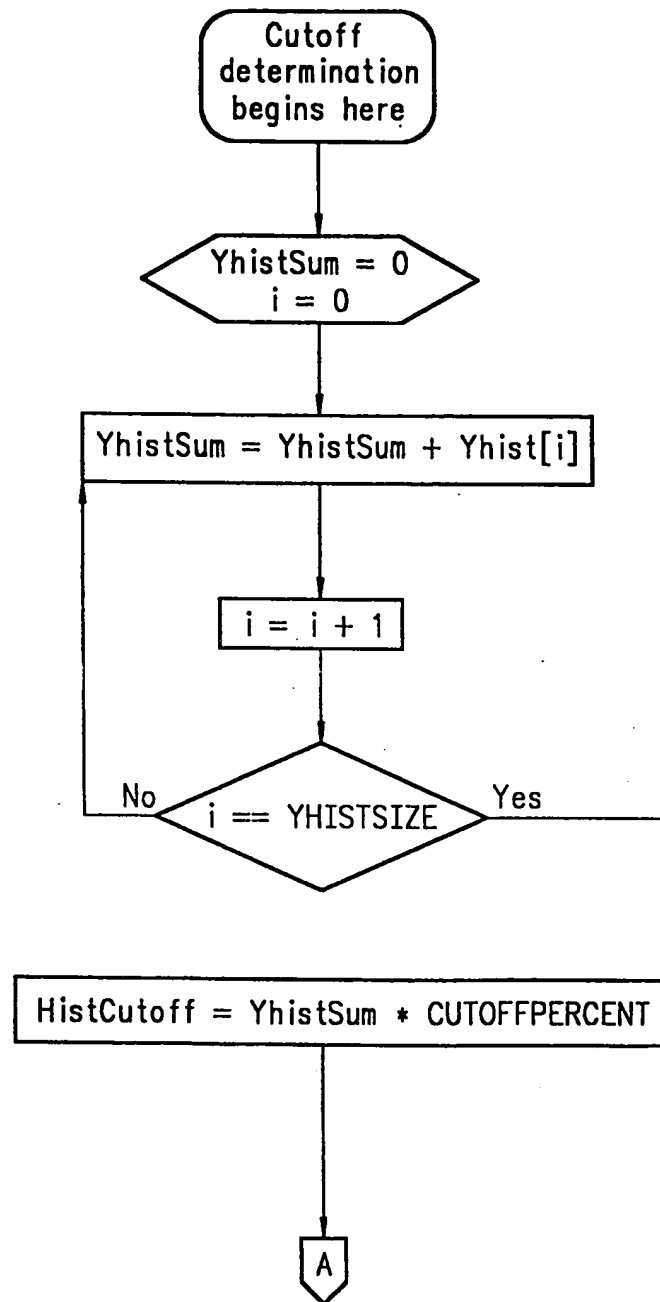 Cutoff
determination
begins here
YhistSum = 0
i = 0
YhistSum = YhistSum + Yhist[i]
i = i + 1
No
i == YHISTSIZE
Yes
HistCutoff = YhistSum * CUTOFFPERCENT
A